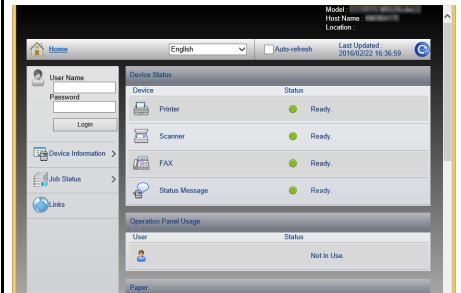 Model :
Host Name :
Location :
Home
English
Auto-refresh
Last Updated :
2016/02/22 16:36:59
User Name
Password
Login
Device Information
Job Status
Links
Device Status
Device Status
Printer Ready.
Scanner Ready.
FAX Ready.
Status Message Ready.
Operation Panel Usage
User Status
Not in Use.
Paper